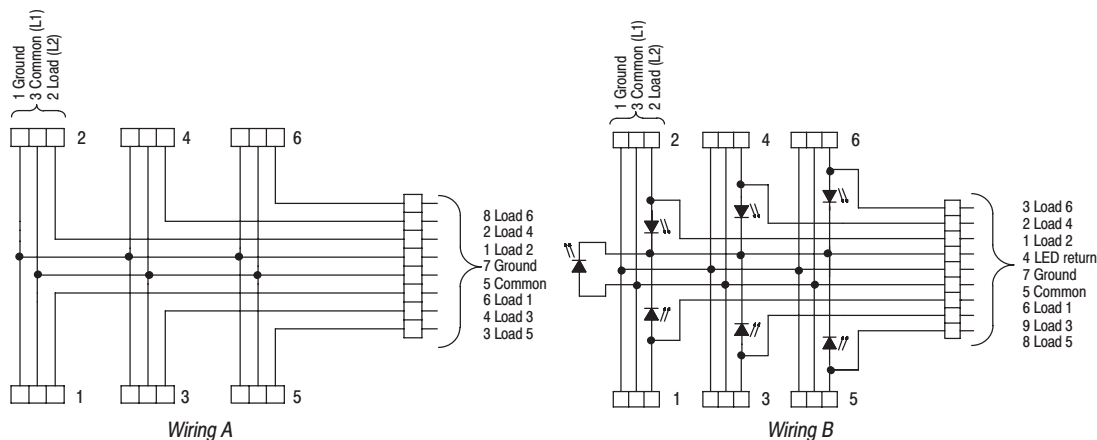 1 Ground
3 Common (L1)
2 Load (L2)
2
4
6
8 Load 6
2 Load 4
1 Load 2
7 Ground
5 Common
6 Load 1
4 Load 3
3 Load 5
1
3
5
Wiring A
1 Ground
3 Common (L1)
2 Load (L2)
2
4
6
3 Load 6
2 Load 4
1 Load 2
4 LED return
7 Ground
5 Common
6 Load 1
9 Load 3
8 Load 5
1
3
5
Wiring B